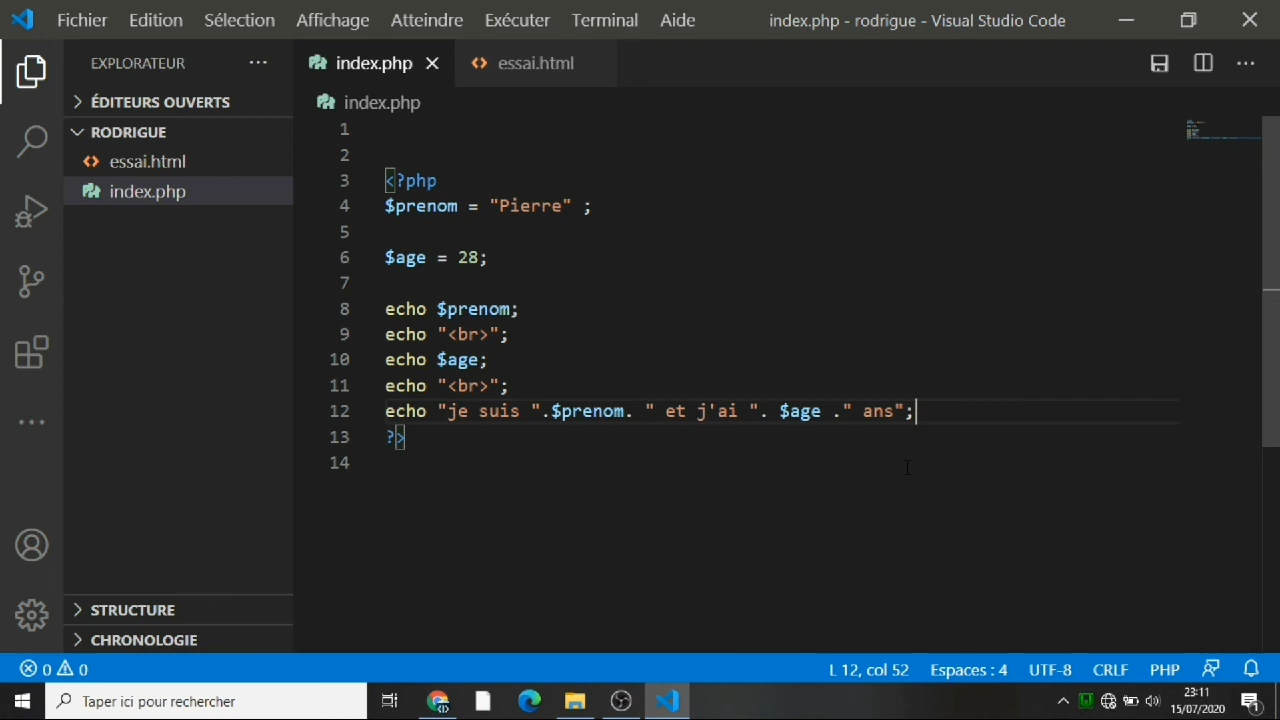 Fichier Edition Sélection Affichage Atteindre Exécuter Terminal Aide index.php - rodrigue - Visual Studio Code
EXPLORATEUR
ÉDITEURS OUVERTS
RODRIGUE
essai.html
index.php
STRUCTURE
CHRONOLOGIE
index.php essai.html
index.php
1
2
3 <?php
4 $prenom = "Pierre" ;
5
6 $age = 28;
7
8 echo $prenom;
9 echo "<br>";
10 echo $age;
11 echo "<br>";
12 echo "je suis ".$prenom. " et j'ai ". $age ." ans";
13 ?>
14
0 0 L 12, col 52 Espaces : 4 UTF-8 CRLF PHP
Taper ici pour rechercher
23:11
15/07/2020
1